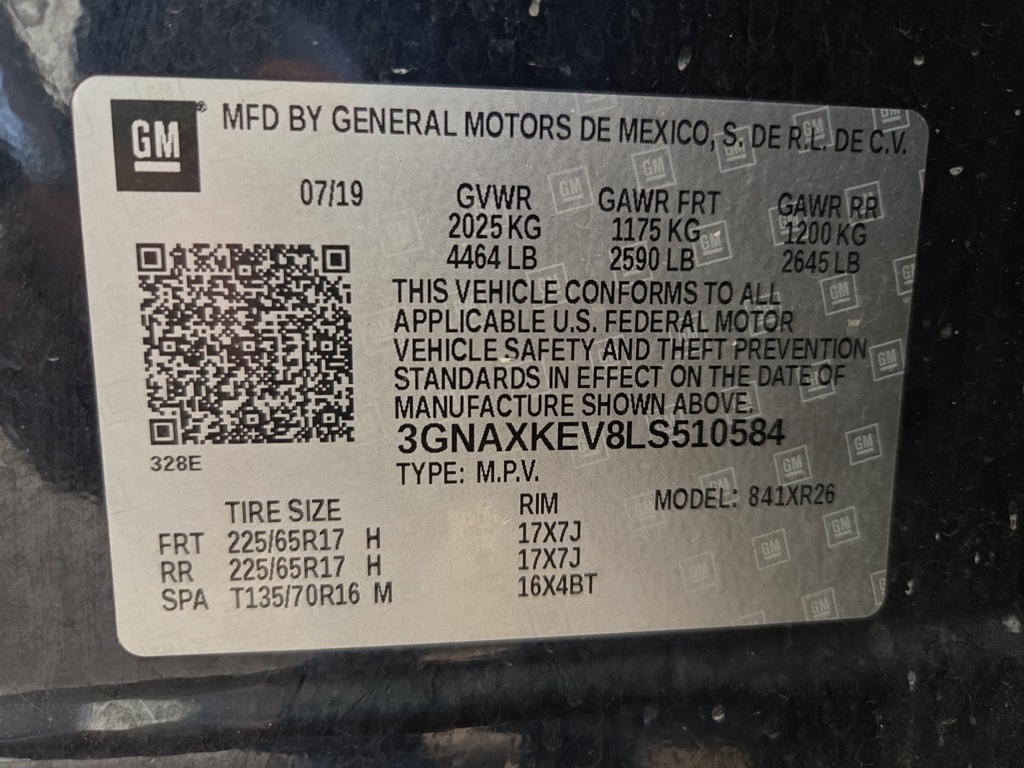 GM ® MFD BY GENERAL MOTORS DE MEXICO, S. DE R.L. DE C.V.
07/19 GVWR GAWR FRT GAWR RR
2025 KG 1175 KG 1200 KG
4464 LB 2590 LB 2645 LB
THIS VEHICLE CONFORMS TO ALL
APPLICABLE U.S. FEDERAL MOTOR
VEHICLE SAFETY AND THEFT PREVENTION
STANDARDS IN EFFECT ON THE DATE OF
MANUFACTURE SHOWN ABOVE.
3GNAXKEV8LS510584
328E
TYPE: M.P.V.
TIRE SIZE RIM MODEL: 841XR26
FRT 225/65R17 H 17X7J
RR 225/65R17 H 17X7J
SPA T135/70R16 M 16X4BT